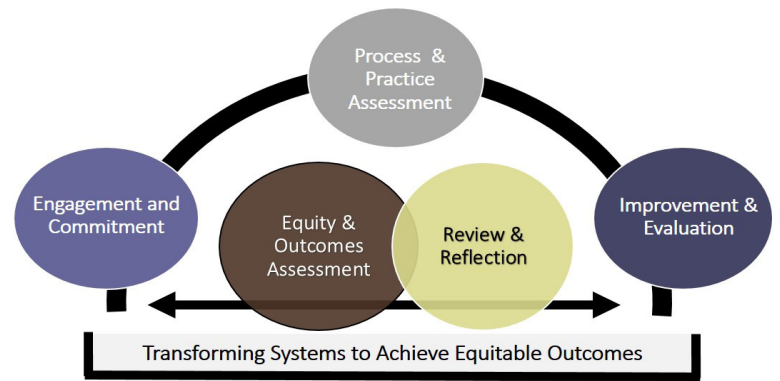 Process &
Practice
Assessment
Engagement and
Commitment
Equity &
Outcomes
Assessment
Review &
Reflection
Improvement &
Evaluation
Transforming Systems to Achieve Equitable Outcomes